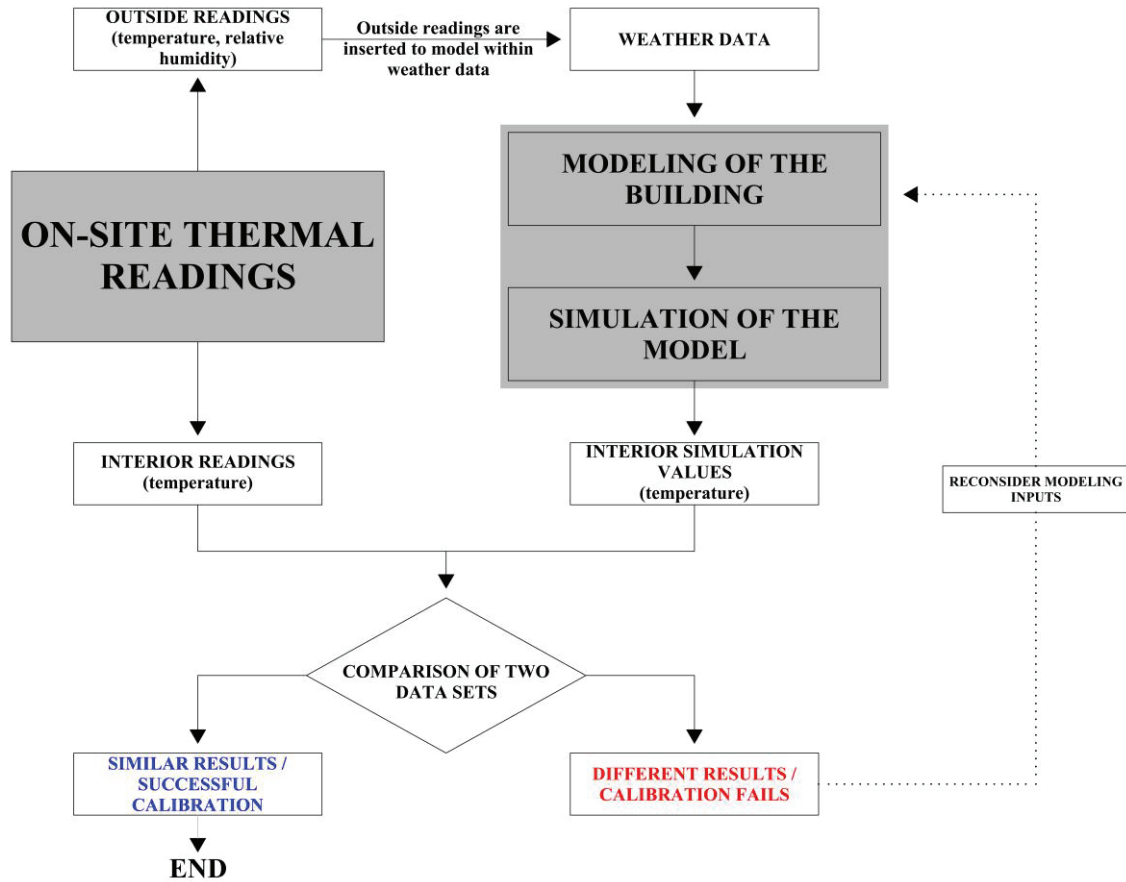 OUTSIDE READINGS
(temperature, relative
humidity)
Outside readings are
inserted to model within
weather data
WEATHER DATA
MODELING OF THE
BUILDING
ON-SITE THERMAL
READINGS
SIMULATION OF THE
MODEL
INTERIOR READINGS
(temperature)
INTERIOR SIMULATION
VALUES
(temperature)
RECONSIDER MODELING
INPUTS
COMPARISON OF TWO
DATA SETS
SIMILAR RESULTS /
SUCCESSFUL
CALIBRATION
DIFFERENT RESULTS /
CALIBRATION FAILS
END